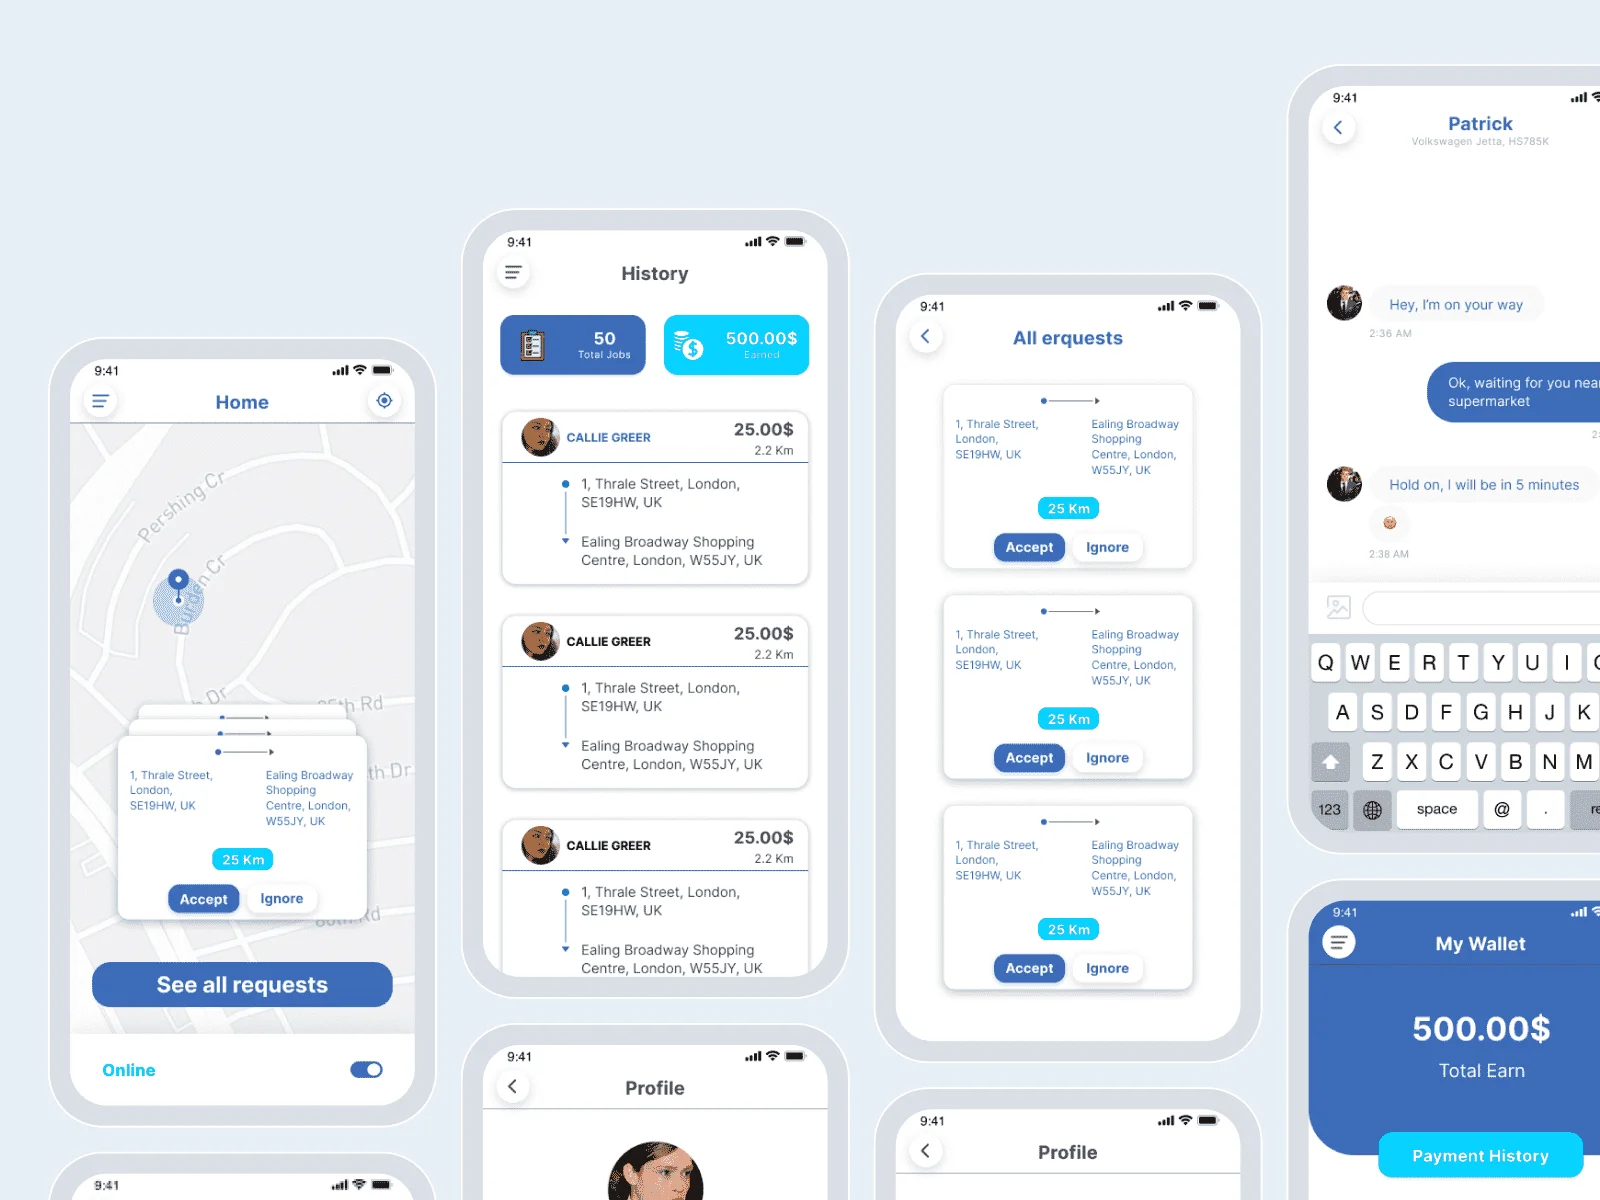 9:41
Home
Pershing Cr
Burden Cr
Dr
th Rd
th Dr
1, Thrale Street,
London,
SE19HW, UK
Ealing Broadway
Shopping
Centre, London,
W55JY, UK
25 Km
Accept
Ignore
See all requests
Online
9:41
9:41
History
50
Total Jobs
500.00$
Earned
CALLIE GREER
25.00$
2.2 Km
1, Thrale Street, London,
SE19HW, UK
Ealing Broadway Shopping
Centre, London, W55JY, UK
CALLIE GREER
25.00$
2.2 Km
1, Thrale Street, London,
SE19HW, UK
Ealing Broadway Shopping
Centre, London, W55JY, UK
CALLIE GREER
25.00$
2.2 Km
1, Thrale Street, London,
SE19HW, UK
Ealing Broadway Shopping
Centre, London, W55JY, UK
9:41
Profile
9:41
All erquests
1, Thrale Street,
London,
SE19HW, UK
Ealing Broadway
Shopping
Centre, London,
W55JY, UK
25 Km
Accept
Ignore
1, Thrale Street,
London,
SE19HW, UK
Ealing Broadway
Shopping
Centre, London,
W55JY, UK
25 Km
Accept
Ignore
1, Thrale Street,
London,
SE19HW, UK
Ealing Broadway
Shopping
Centre, London,
W55JY, UK
25 Km
Accept
Ignore
9:41
Profile
9:41
Patrick
Volkswagen Jetta, HS785K
Hey, I'm on your way
2:36 AM
Ok, waiting for you near
supermarket
Hold on, I will be in 5 minutes
2:38 AM
Q W E R T Y U I
A S D F G H J K
Z X C V B N M
123 space @ .
9:41
My Wallet
500.00$
Total Earn
Payment History